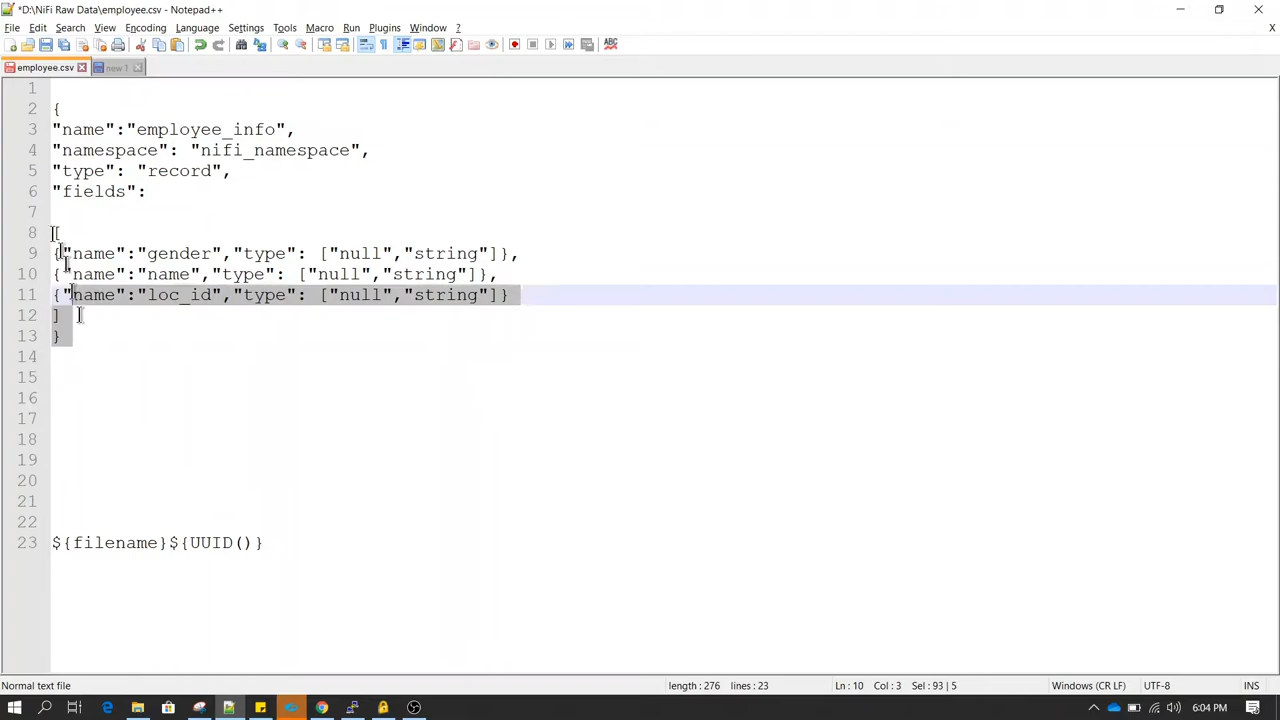 *D:\NiFi Raw Data\employee.csv - Notepad++
File Edit Search View Encoding Language Settings Tools Macro Run Plugins Window ?
X
employee.csv new 1
1
2 {
3 "name":"employee_info",
4 "namespace": "nifi_namespace",
5 "type": "record",
6 "fields":
7
8 [
9 {"name":"gender","type": ["null","string"]},
10 {"name":"name","type": ["null","string"]},
11 {"name":"loc_id","type": ["null","string"]}
12 ]
13 }
14
15
16
17
18
19
20
21
22
23 ${filename}${UUID()}
Normal text file length : 276 lines : 23 Ln : 10 Col : 3 Sel : 93 | 5 Windows (CR LF) UTF-8 INS
6:04 PM